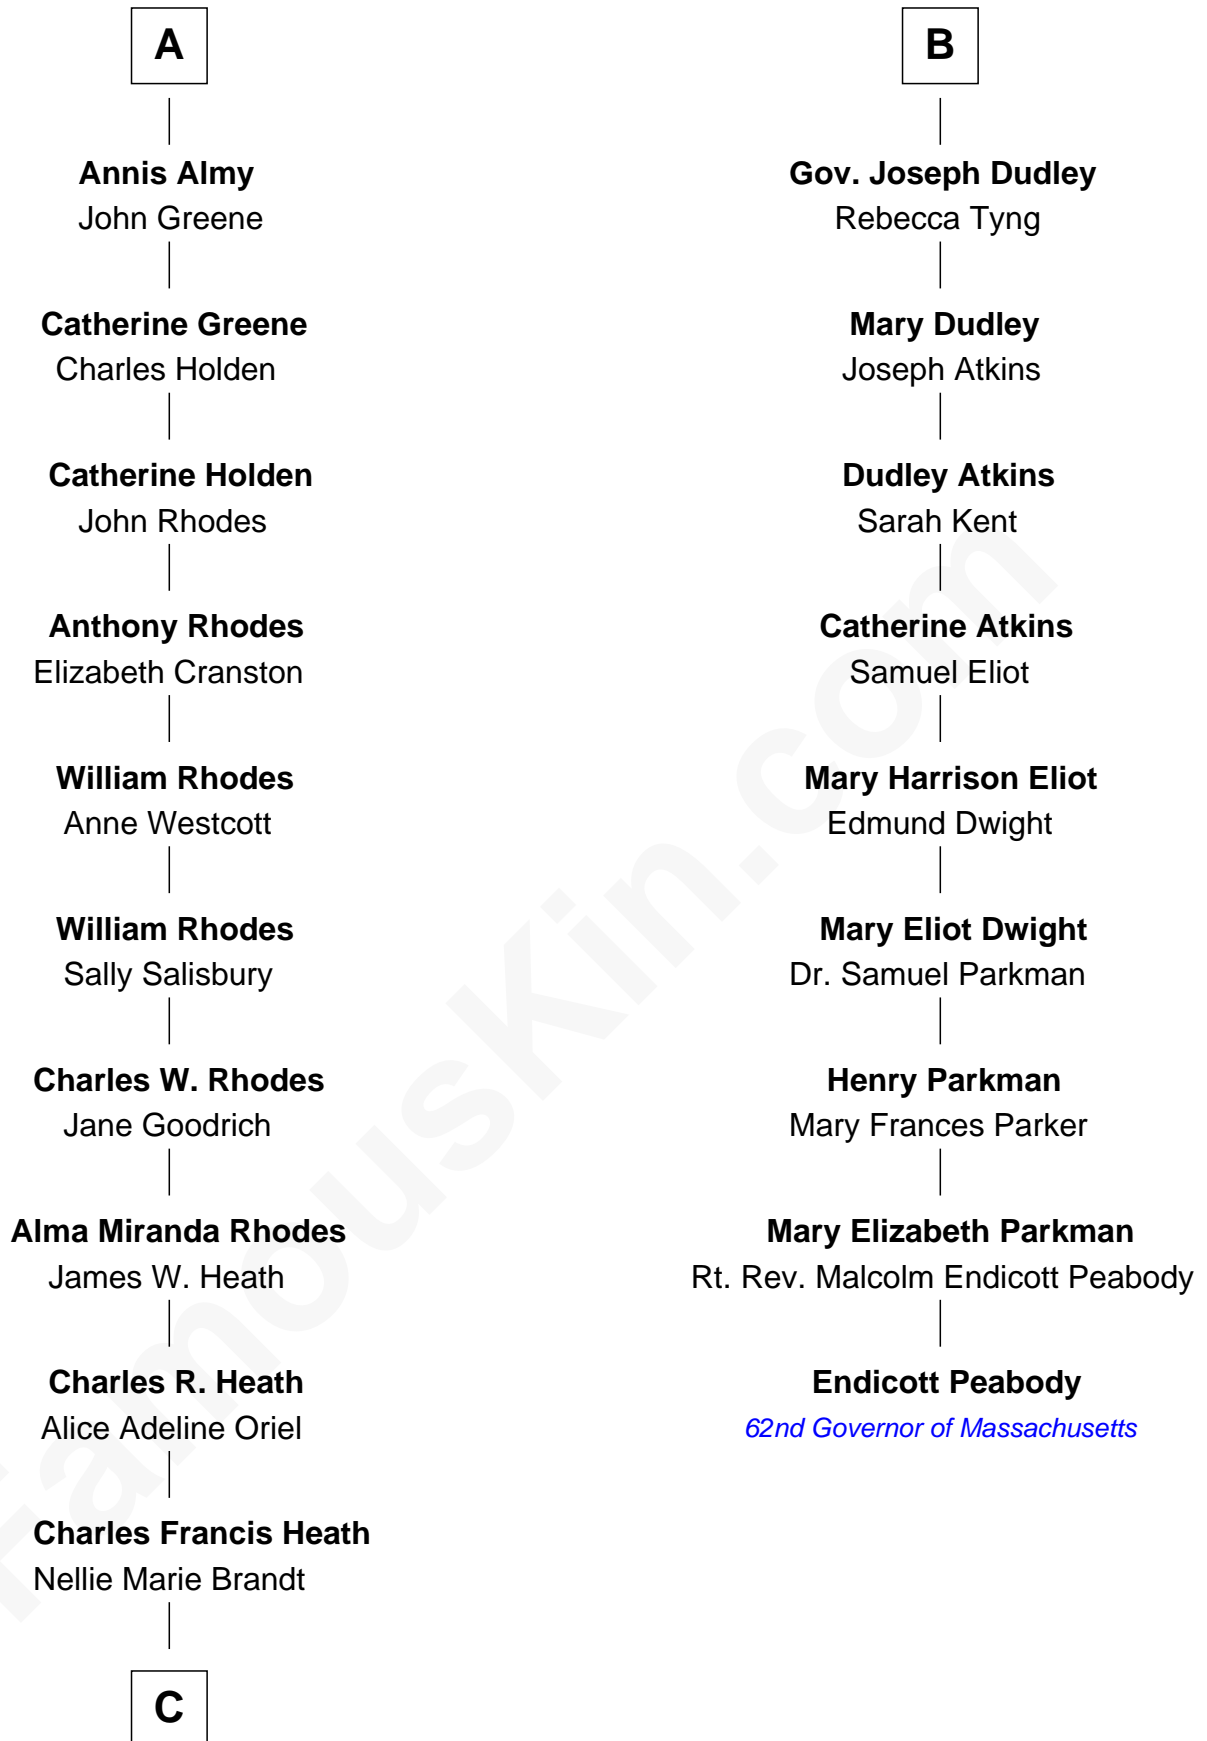 A
Annis Almy
John Greene
Catherine Greene
Charles Holden
Catherine Holden
John Rhodes
Anthony Rhodes
Elizabeth Cranston
William Rhodes
Anne Westcott
William Rhodes
Sally Salisbury
Charles W. Rhodes
Jane Goodrich
Alma Miranda Rhodes
James W. Heath
Charles R. Heath
Alice Adeline Oriel
Charles Francis Heath
Nellie Marie Brandt
C
B
Gov. Joseph Dudley
Rebecca Tyng
Mary Dudley
Joseph Atkins
Dudley Atkins
Sarah Kent
Catherine Atkins
Samuel Eliot
Mary Harrison Eliot
Edmund Dwight
Mary Eliot Dwight
Dr. Samuel Parkman
Henry Parkman
Mary Frances Parker
Mary Elizabeth Parkman
Rt. Rev. Malcolm Endicott Peabody
Endicott Peabody
62nd Governor of Massachusetts
FamousKin.com